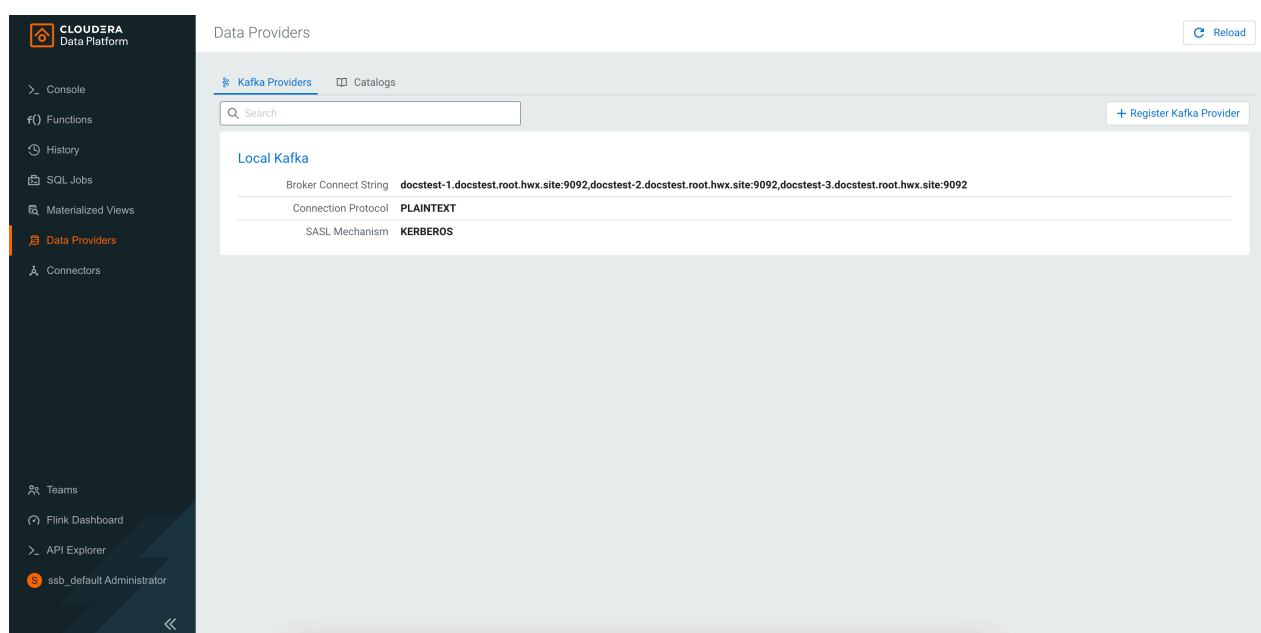 CLOUDERA
Data Platform
Data Providers
Reload
>_ Console
f() Functions
History
SQL Jobs
Materialized Views
Data Providers
Connectors
Kafka Providers
Catalogs
Search
+ Register Kafka Provider
Local Kafka
Broker Connect String docstest-1.docstest.root.hwx.site:9092,docstest-2.docstest.root.hwx.site:9092,docstest-3.docstest.root.hwx.site:9092
Connection Protocol PLAINTEXT
SASL Mechanism KERBEROS
Teams
Flink Dashboard
>_ API Explorer
S ssb_default Administrator